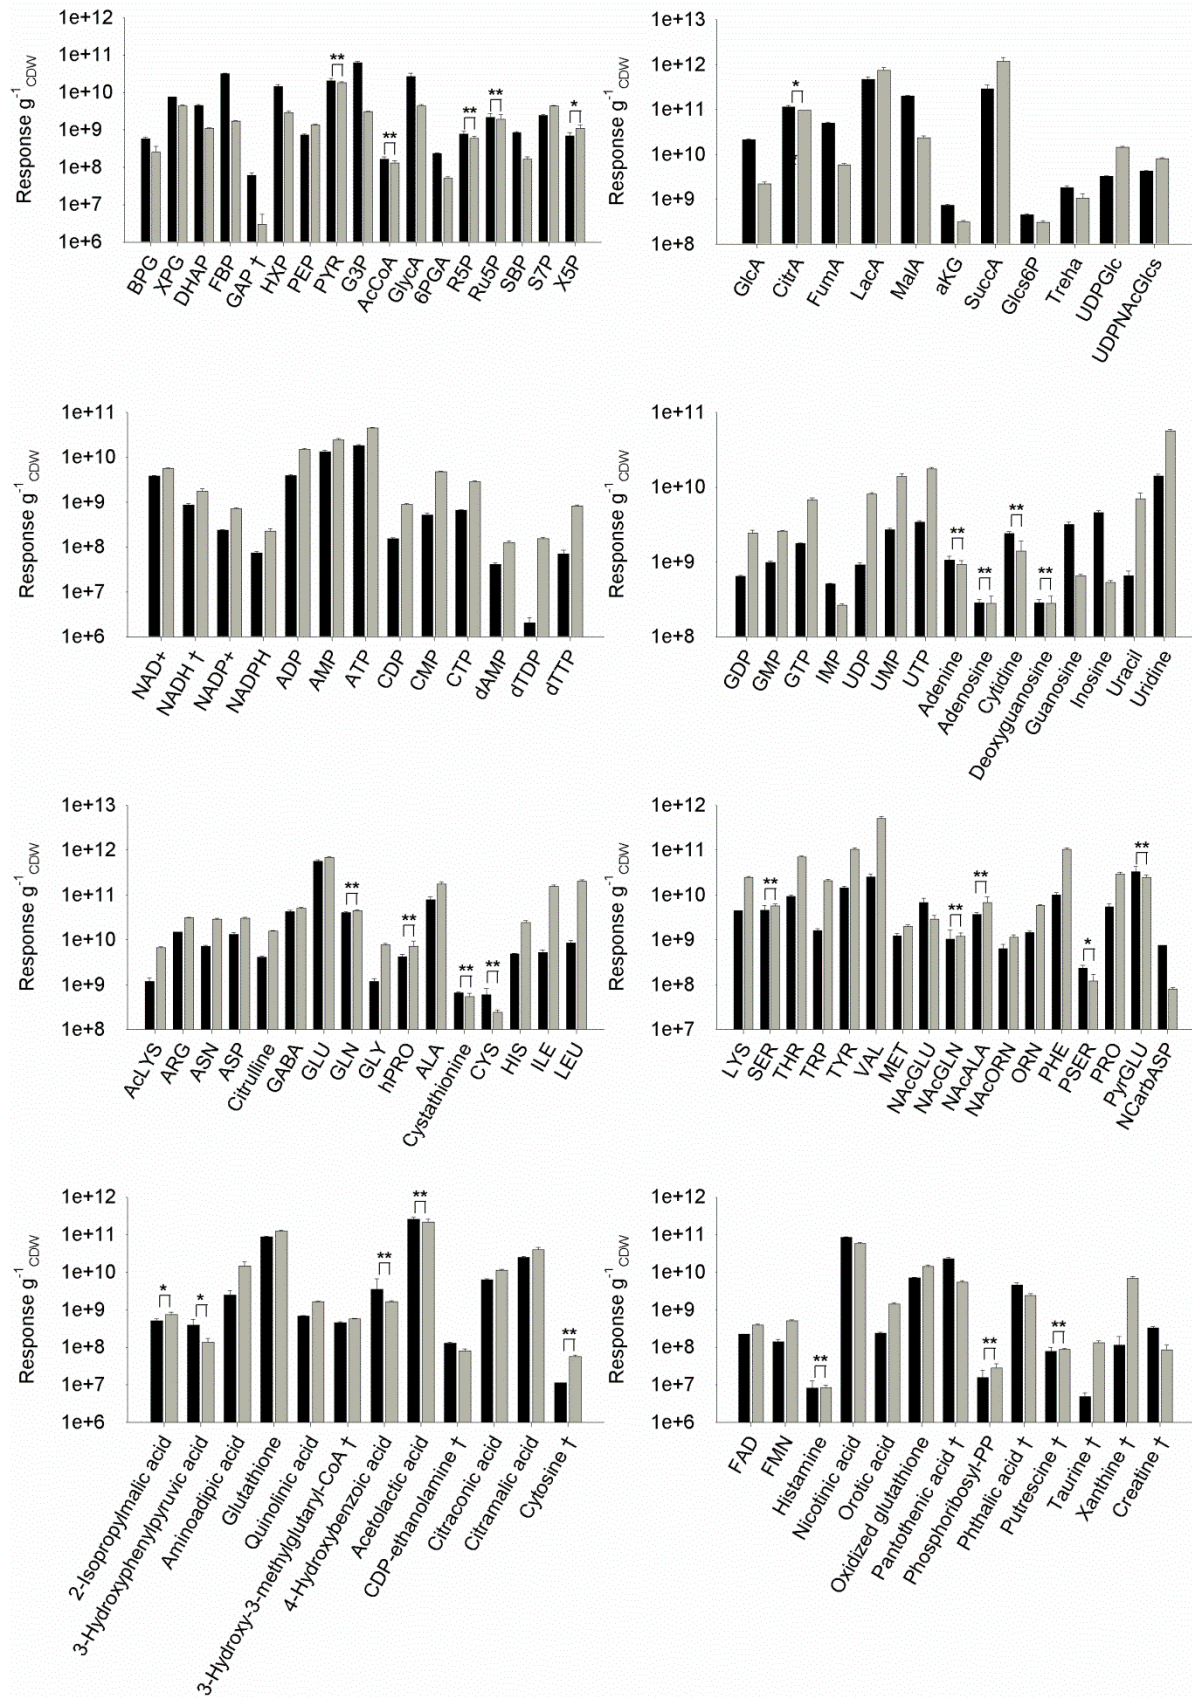 1e+12
1e+11
1e+10
1e+9
1e+8
1e+7
1e+6
Response g-1 CDW
** ** ** ** *
BPG XPG DHAP FBP GAP † HXP PEP PYR G3P AcCoA GlycA 6PGA R5P Ru5P SBP S7P X5P
1e+13
1e+12
1e+11
1e+10
1e+9
1e+8
Response g-1 CDW
*
GlcA CitrA FumA LacA MalA aKG SuccA Glcs6P Treha UDPGlc UDPNAcGlcs
1e+11
1e+10
1e+9
1e+8
1e+7
1e+6
Response g-1 CDW
NAD+ NADH † NADP+ NADPH ADP AMP ATP CDP CMP CTP dAMP dTDP dTTP
1e+11
1e+10
1e+9
1e+8
Response g-1 CDW
** ** ** **
GDP GMP GTP IMP UDP UMP UTP Adenine Adenosine Cytidine Deoxyguanosine Guanosine Inosine Uracil Uridine
1e+13
1e+12
1e+11
1e+10
1e+9
1e+8
Response g-1 CDW
** ** ** **
AcLYS ARG ASN ASP Citrulline GABA GLU GLN GLY hPRO ALA Cystathionine CYS HIS ILE LEU
1e+12
1e+11
1e+10
1e+9
1e+8
1e+7
Response g-1 CDW
** ** ** * **
LYS SER THR TRP TYR VAL MET NAcGLU NAcGLN NAcALA NAcORN ORN PHE PSER PRO PyrGLU NCarbASP
1e+12
1e+11
1e+10
1e+9
1e+8
1e+7
1e+6
Response g-1 CDW
* * ** ** **
2-Isopropylmalic acid
3-Hydroxyphenylpyruvic acid
Aminoadipic acid
Glutathione
Quinolinic acid
3-Hydroxy-3-methylglutaryl-CoA †
4-Hydroxybenzoic acid
Acetolactic acid
CDP-ethanolamine †
Citraconic acid
Citramalic acid
Cytosine †
1e+12
1e+11
1e+10
1e+9
1e+8
1e+7
1e+6
Response g-1 CDW
** ** **
FAD
FMN
Histamine
Nicotinic acid
Orotic acid
Oxidized glutathione
Pantothenic acid †
Phosphoribosyl-PP
Phthalic acid †
Putrescine †
Taurine †
Xanthine †
Creatine †